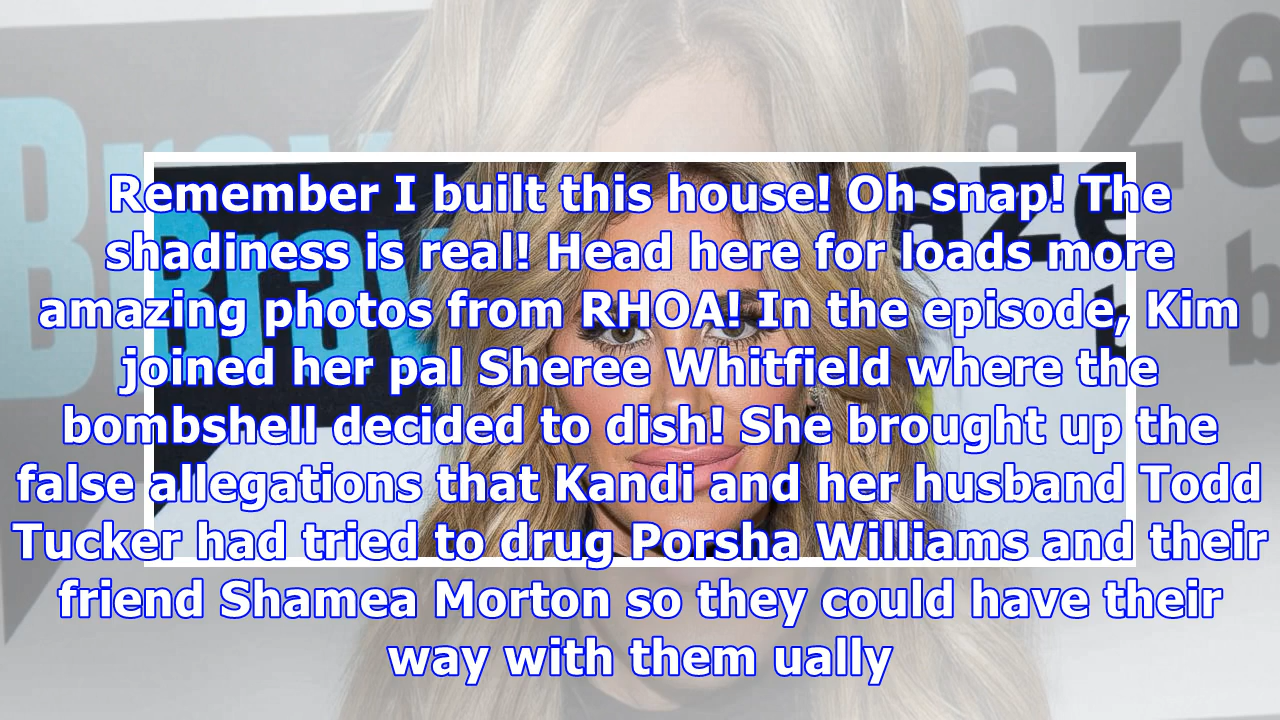 Remember I built this house! Oh snap! The
shadiness is real! Head here for loads more
amazing photos from RHOA! In the episode, Kim
joined her pal Sheree Whitfield where the
bombshell decided to dish! She brought up the
false allegations that Kandi and her husband Todd
Tucker had tried to drug Porsha Williams and their
friend Shamea Morton so they could have their
way with them ually